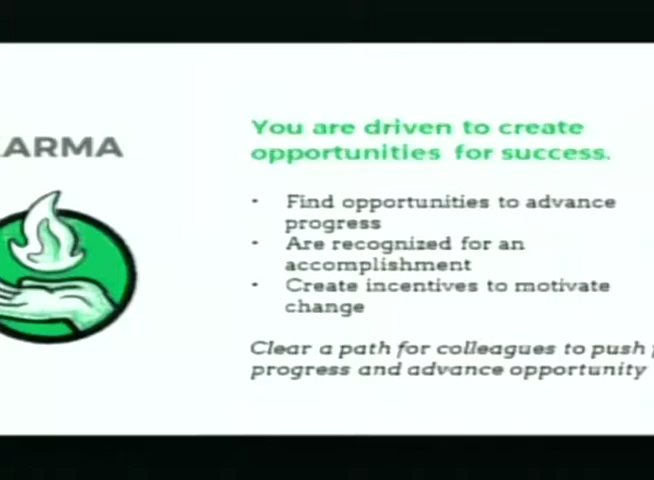 KARMA
You are driven to create
opportunities for success.
• Find opportunities to advance
progress
• Are recognized for an
accomplishment
• Create incentives to motivate
change
Clear a path for colleagues to push
progress and advance opportunity